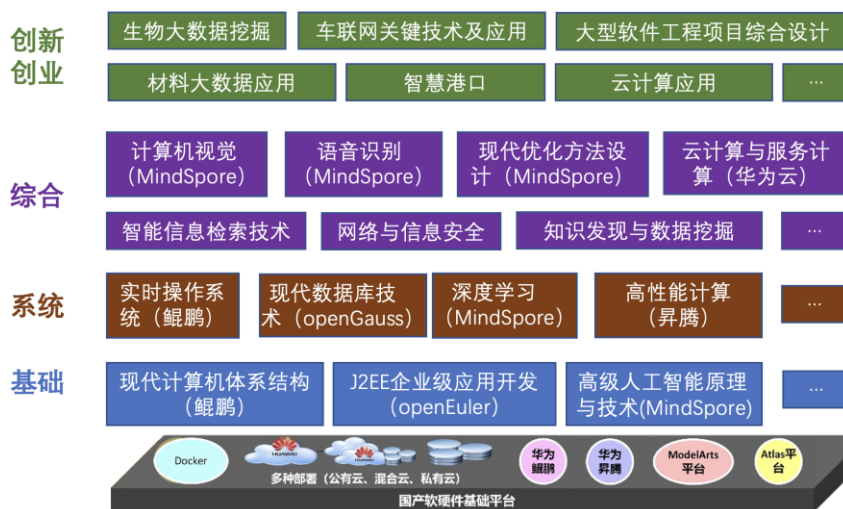 创新
创业
生物大数据挖掘
车联网关键技术及应用
大型软件工程项目综合设计
材料大数据应用
智慧港口
云计算应用
...
综合
计算机视觉
（MindSpore）
语音识别
（MindSpore）
现代优化方法设
计（MindSpore）
云计算与服务计
算（华为云）
智能信息检索技术
网络与信息安全
知识发现与数据挖掘
...
系统
实时操作系
统（鲲鹏）
现代数据库技
术（openGauss）
深度学习
（MindSpore）
高性能计算
（昇腾）
...
基础
现代计算机体系结构
（鲲鹏）
J2EE企业级应用开发
（openEuler）
高级人工智能原理
与技术(MindSpore)
...
Docker
HUAWEI
HUAWEI
多种部署（公有云、混合云、私有云）
华为
鲲鹏
华为
昇腾
ModelArts
平台
Atlas平
台
国产软硬件基础平台